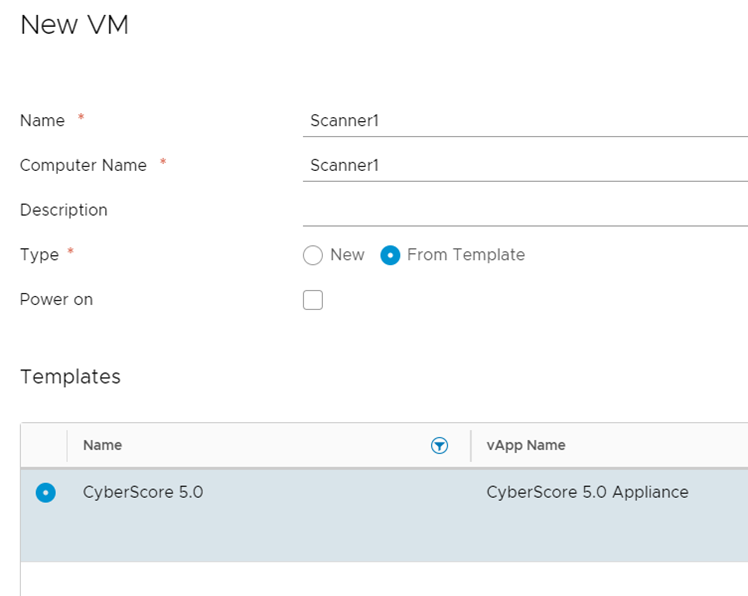 New VM
Name * Scanner1
Computer Name * Scanner1
Description
Type * New From Template
Power on
Templates
Name vApp Name
CyberScore 5.0 CyberScore 5.0 Appliance